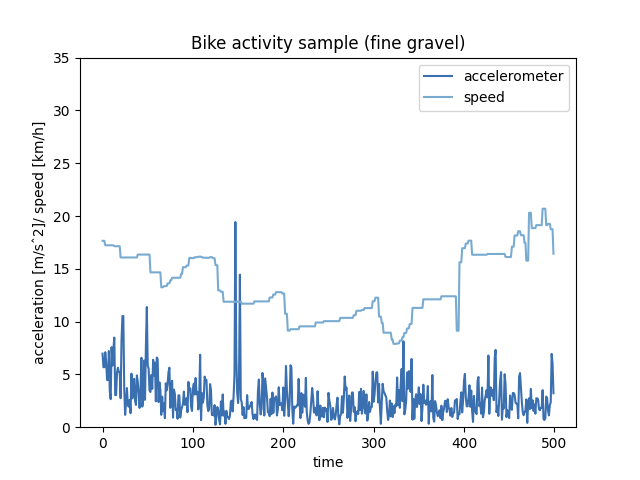 Bike activity sample (fine gravel)
accelerometer
speed
35
30
25
20
15
10
5
0
acceleration [m/s^2]/ speed [km/h]
0 100 200 300 400 500
time